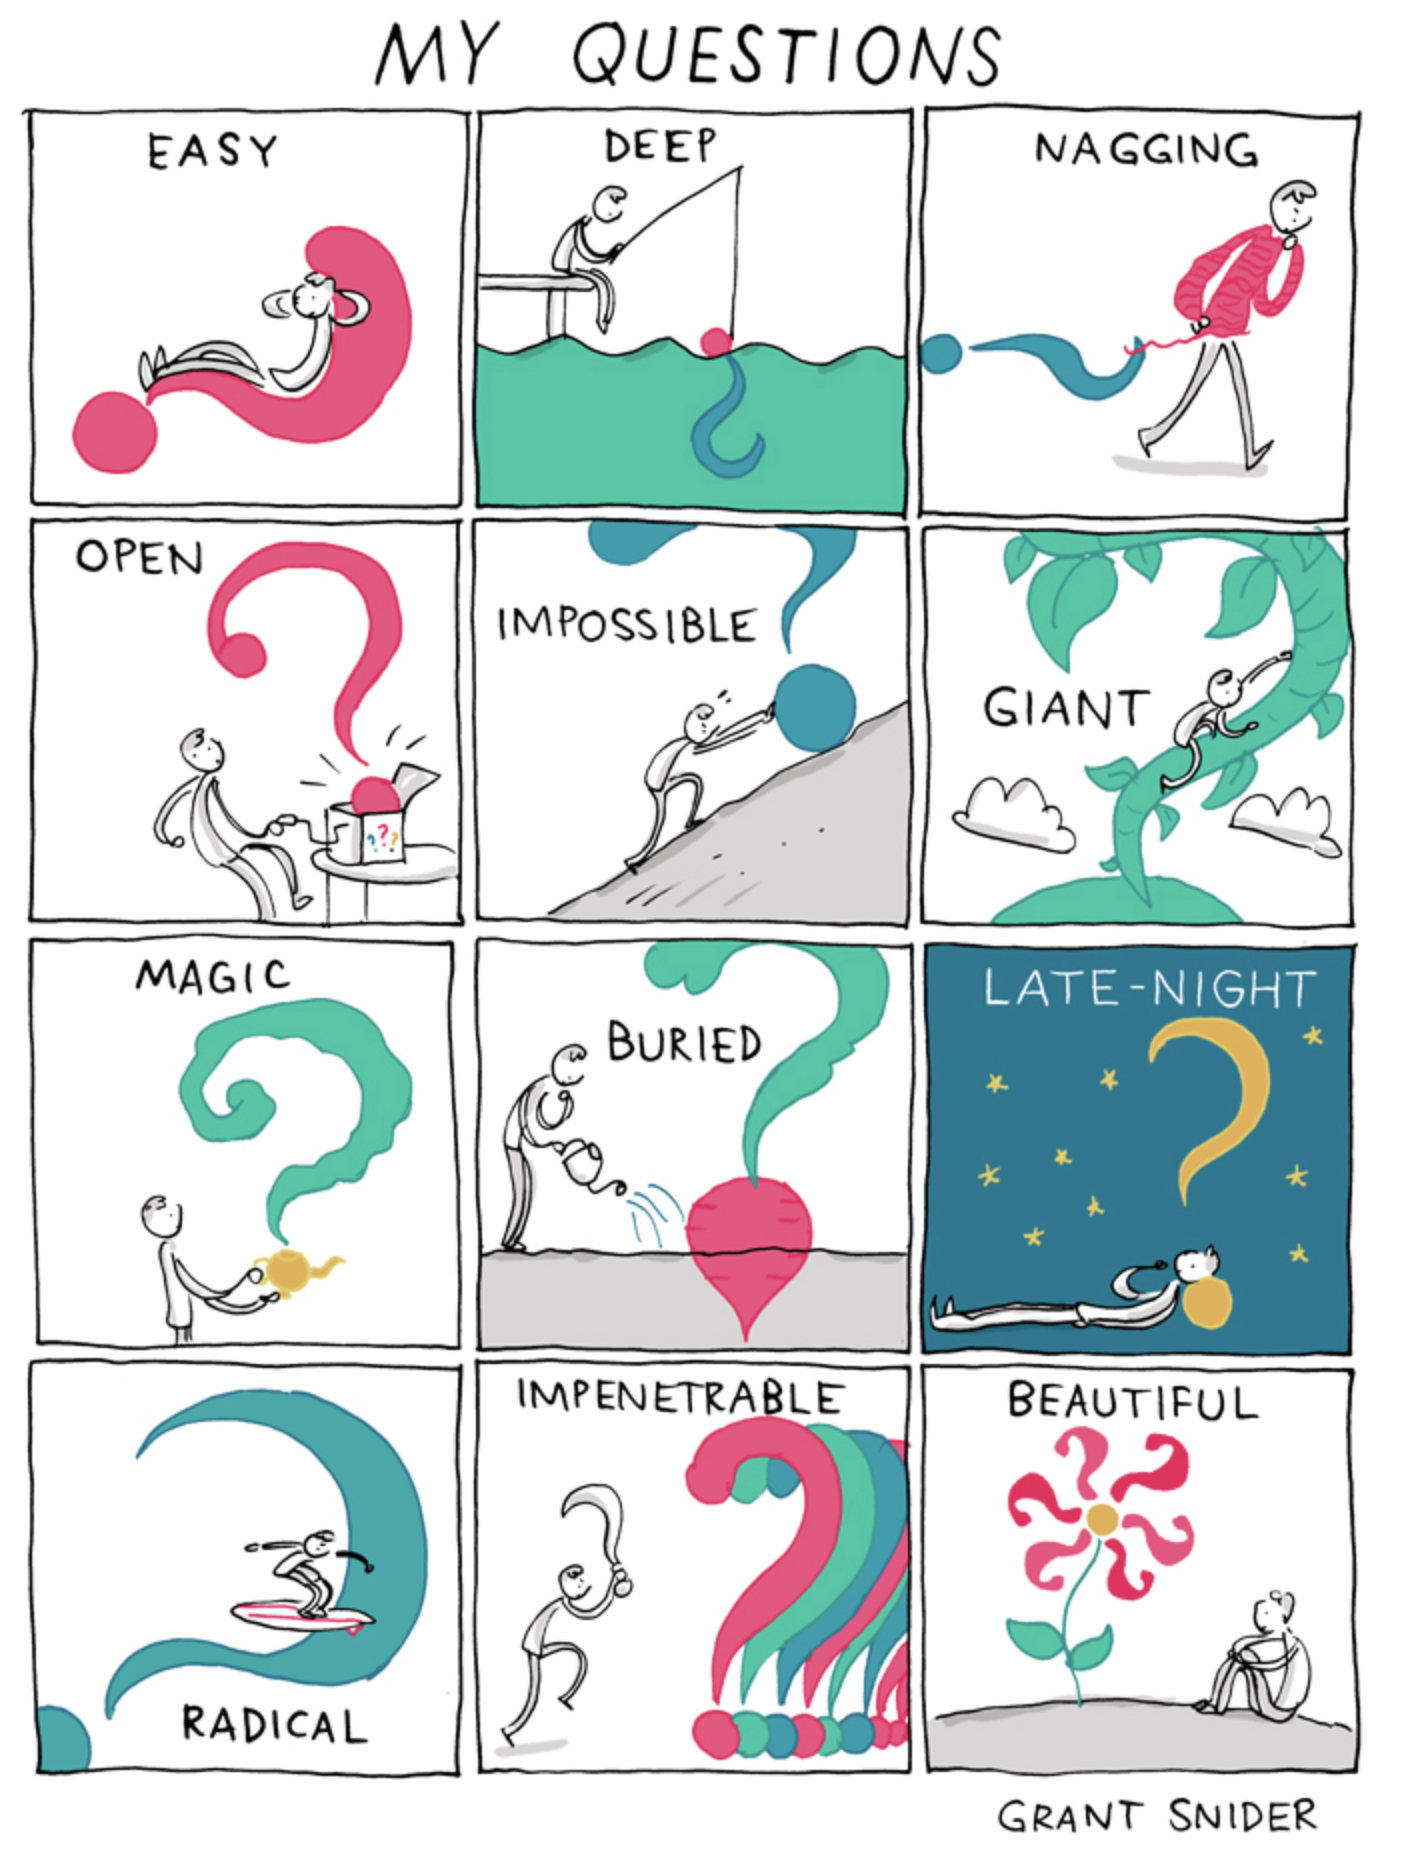 MY QUESTIONS
EASY
DEEP
NAGGING
OPEN
???
IMPOSSIBLE
GIANT
MAGIC
BURIED
LATE-NIGHT
RADICAL
IMPENETRABLE
BEAUTIFUL
GRANT SNIDER